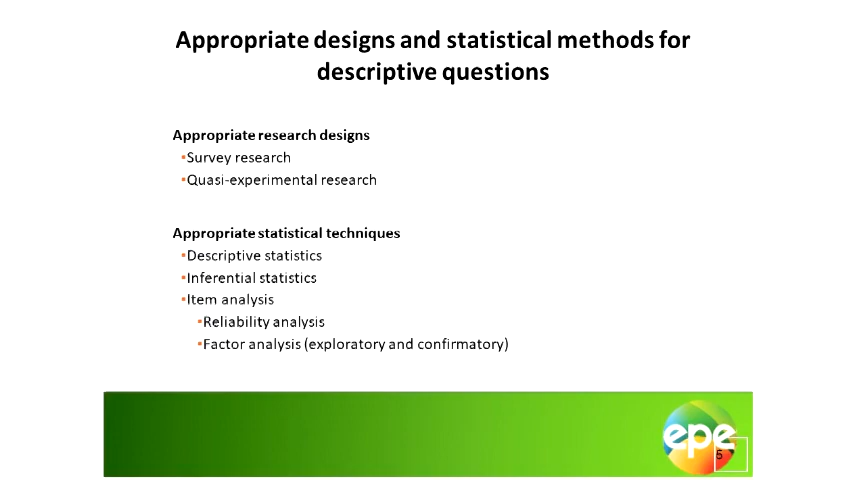 Appropriate designs and statistical methods for
descriptive questions
Appropriate research designs
▪Survey research
▪Quasi-experimental research
Appropriate statistical techniques
▪Descriptive statistics
▪Inferential statistics
▪Item analysis
▪Reliability analysis
▪Factor analysis (exploratory and confirmatory)
epe
5